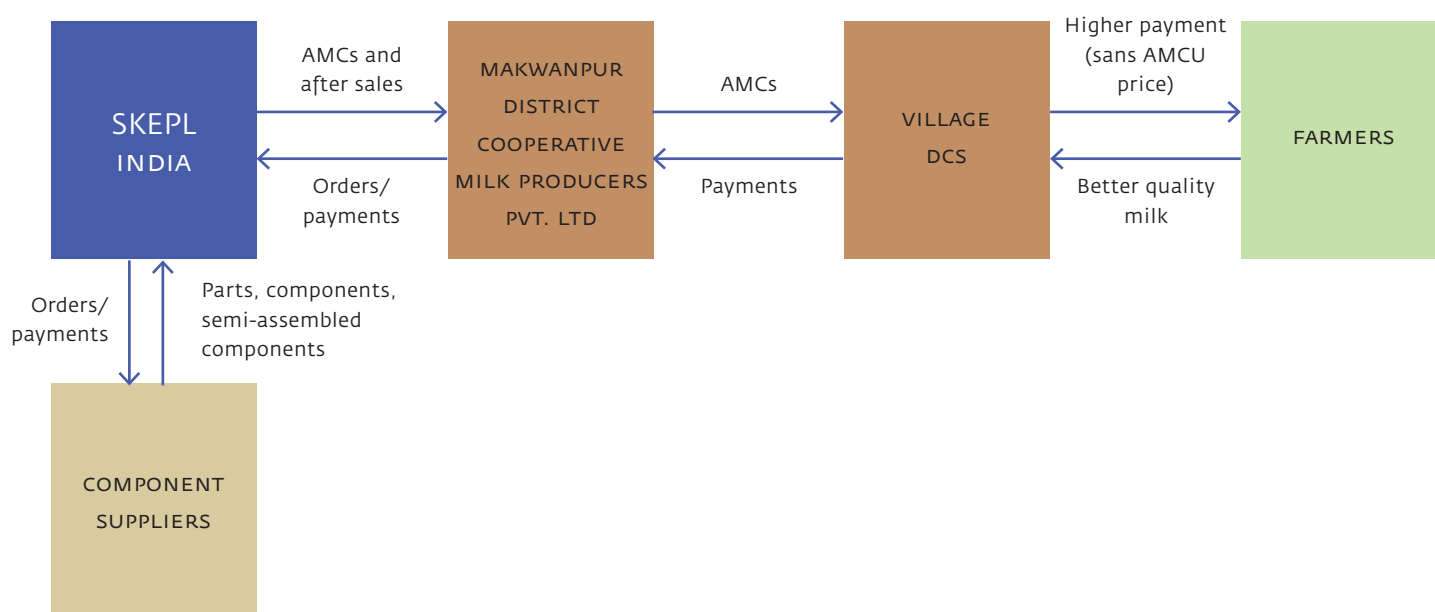 SKEPL
INDIA
AMCs and
after sales
Orders/
payments
MAKWANPUR
DISTRICT
COOPERATIVE
MILK PRODUCERS
PVT. LTD
AMCs
Payments
VILLAGE
DCS
Higher payment
(sans AMCU
price)
Better quality
milk
FARMERS
Orders/
payments
Parts, components,
semi-assembled
components
COMPONENT
SUPPLIERS